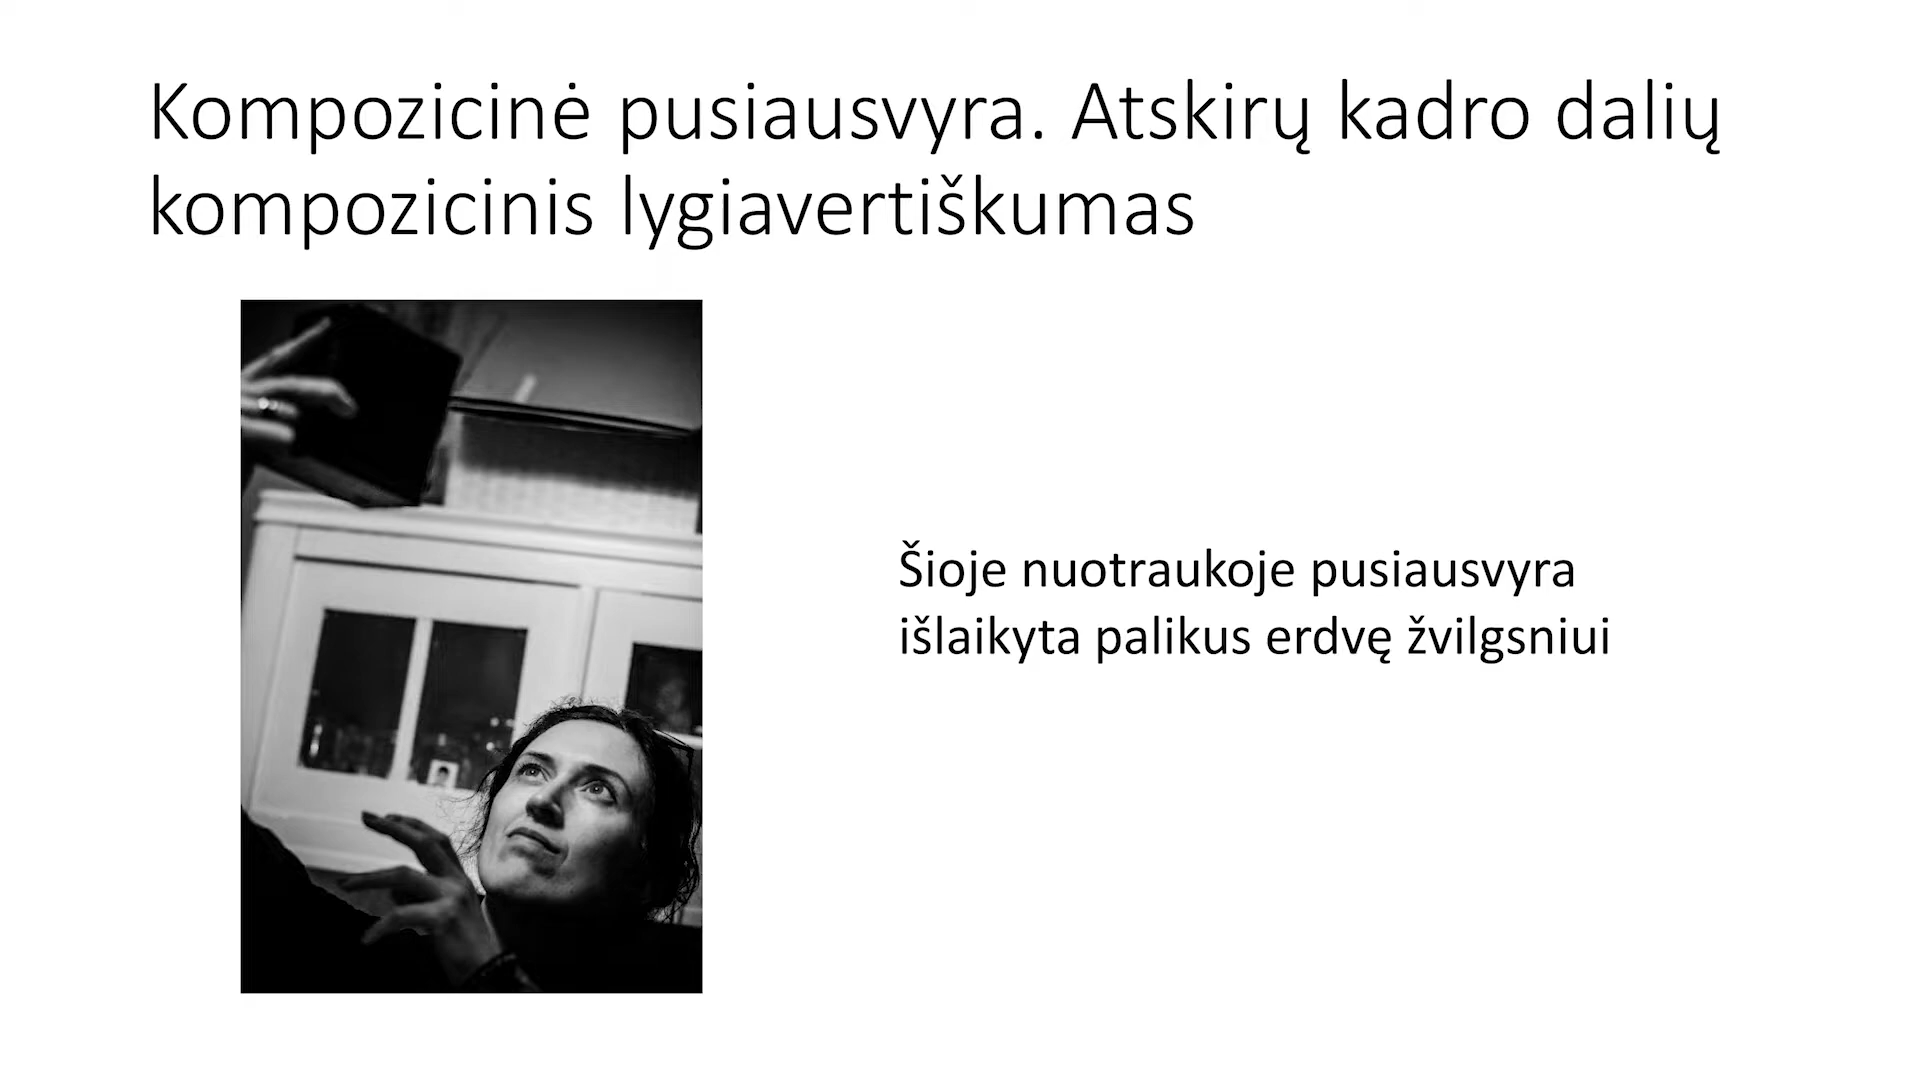 Kompozicinė pusiausvyra. Atskirų kadro dalių
kompozicinis lygiavertiškumas
Šioje nuotraukoje pusiausvyra
išlaikyta palikus erdvę žvilgsniui